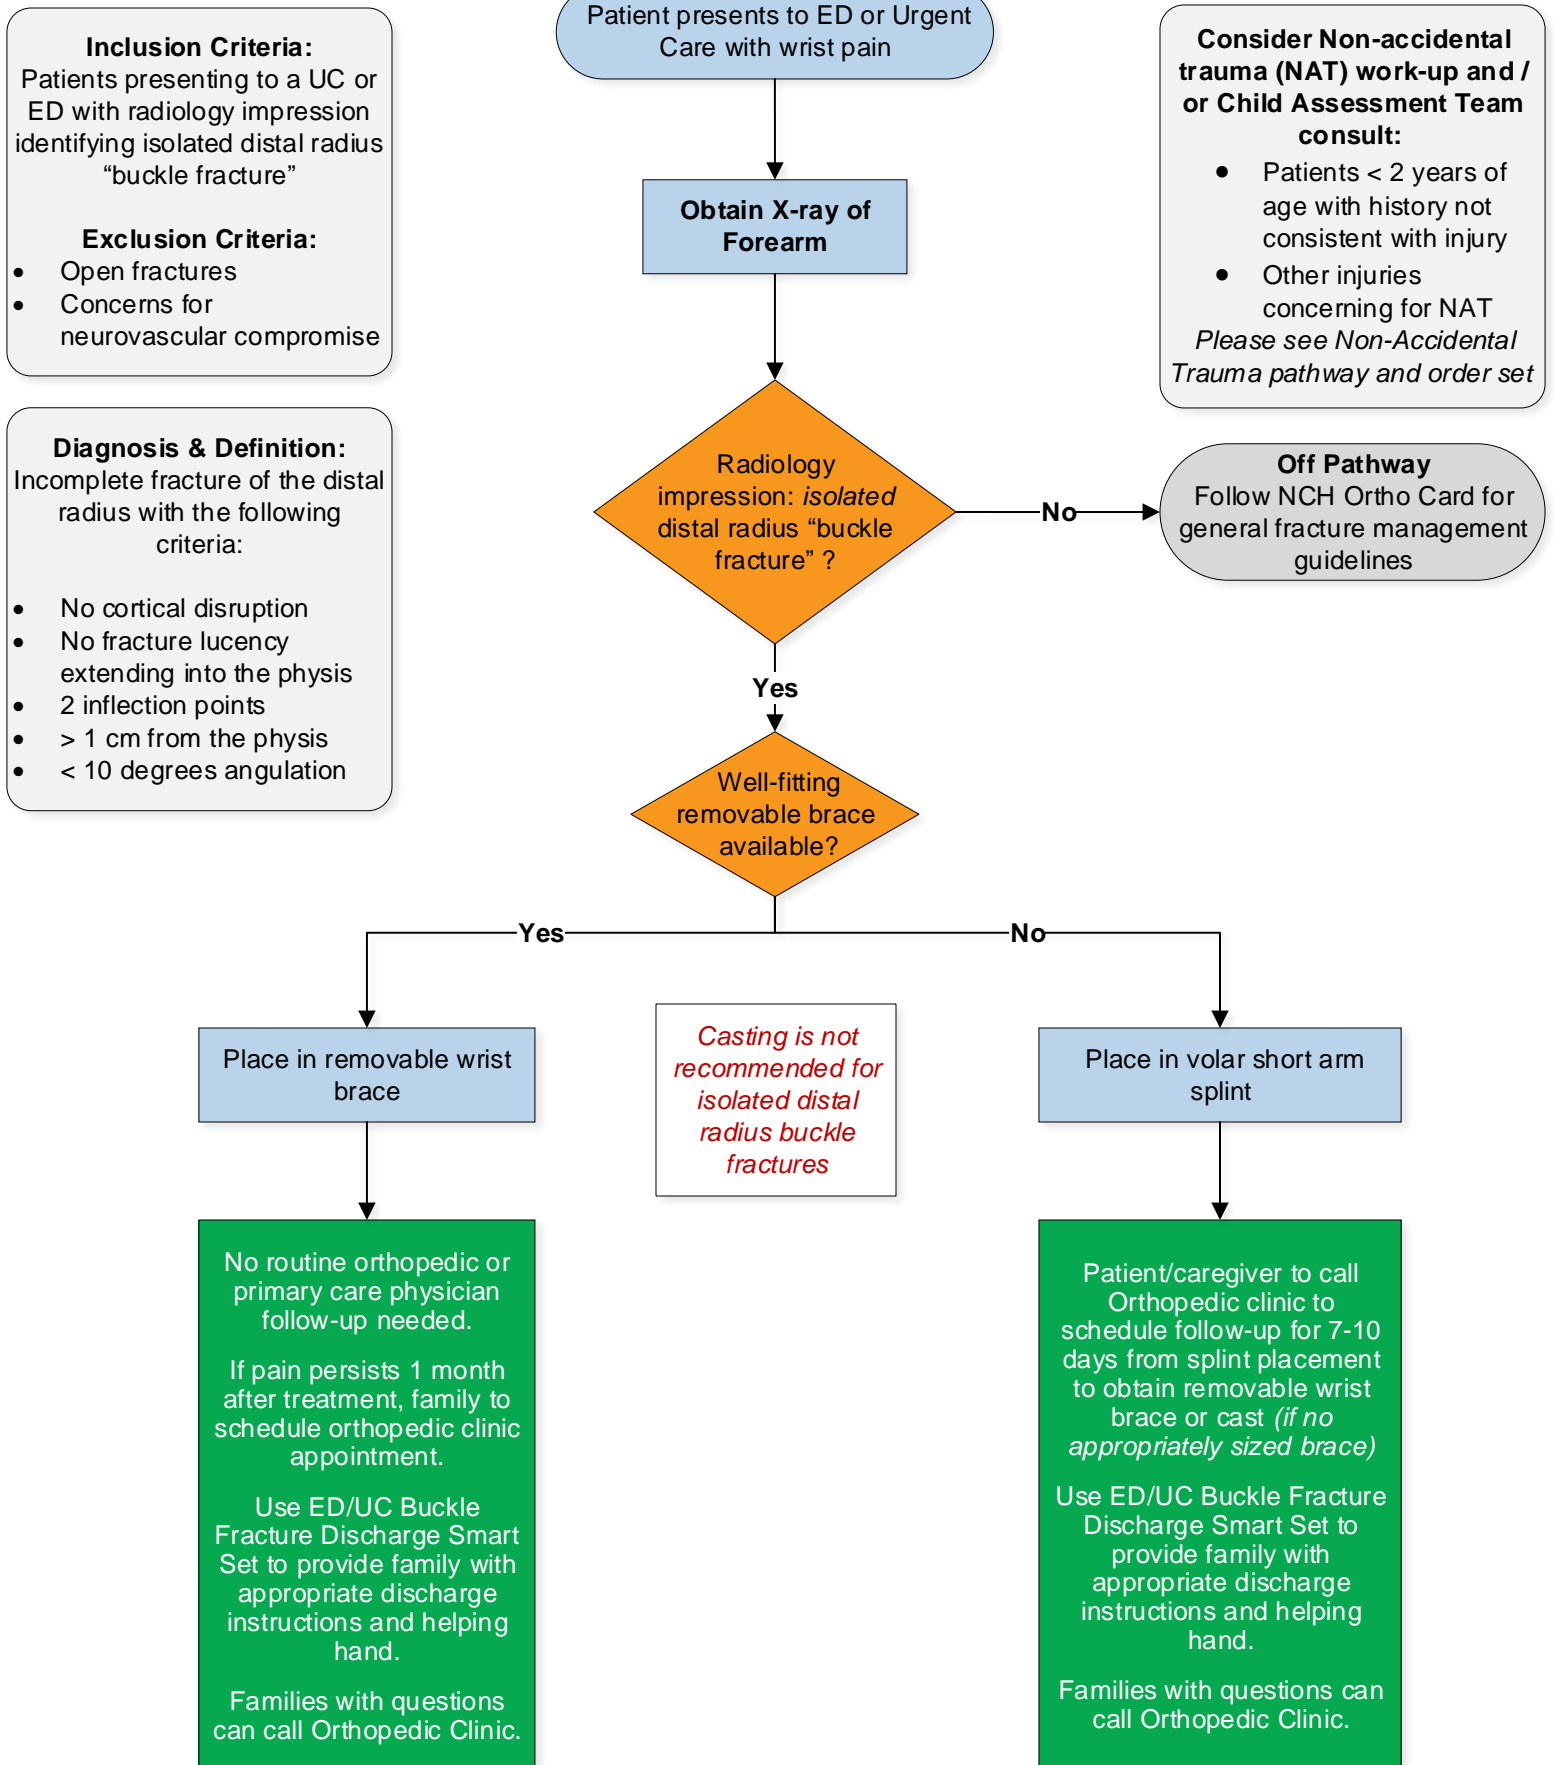 Patient presents to ED or Urgent
Care with wrist pain
Inclusion Criteria:
Patients presenting to a UC or
ED with radiology impression
identifying isolated distal radius
“buckle fracture”
Exclusion Criteria:
• Open fractures
• Concerns for
neurovascular compromise
Consider Non-accidental
trauma (NAT) work-up and /
or Child Assessment Team
consult:
• Patients < 2 years of
age with history not
consistent with injury
• Other injuries
concerning for NAT
Please see Non-Accidental
Trauma pathway and order set
Obtain X-ray of
Forearm
Diagnosis & Definition:
Incomplete fracture of the distal
radius with the following
criteria:
• No cortical disruption
• No fracture lucency
extending into the physis
• 2 inflection points
• > 1 cm from the physis
• < 10 degrees angulation
Radiology
impression: isolated
distal radius “buckle
fracture” ?
No
Off Pathway
Follow NCH Ortho Card for
general fracture management
guidelines
Yes
Well-fitting
removable brace
available?
Yes
No
Place in removable wrist
brace
Casting is not
recommended for
isolated distal
radius buckle
fractures
Place in volar short arm
splint
No routine orthopedic or
primary care physician
follow-up needed.
If pain persists 1 month
after treatment, family to
schedule orthopedic clinic
appointment.
Use ED/UC Buckle
Fracture Discharge Smart
Set to provide family with
appropriate discharge
instructions and helping
hand.
Families with questions
can call Orthopedic Clinic.
Patient/caregiver to call
Orthopedic clinic to
schedule follow-up for 7-10
days from splint placement
to obtain removable wrist
brace or cast (if no
appropriately sized brace)
Use ED/UC Buckle Fracture
Discharge Smart Set to
provide family with
appropriate discharge
instructions and helping
hand.
Families with questions can
call Orthopedic Clinic.